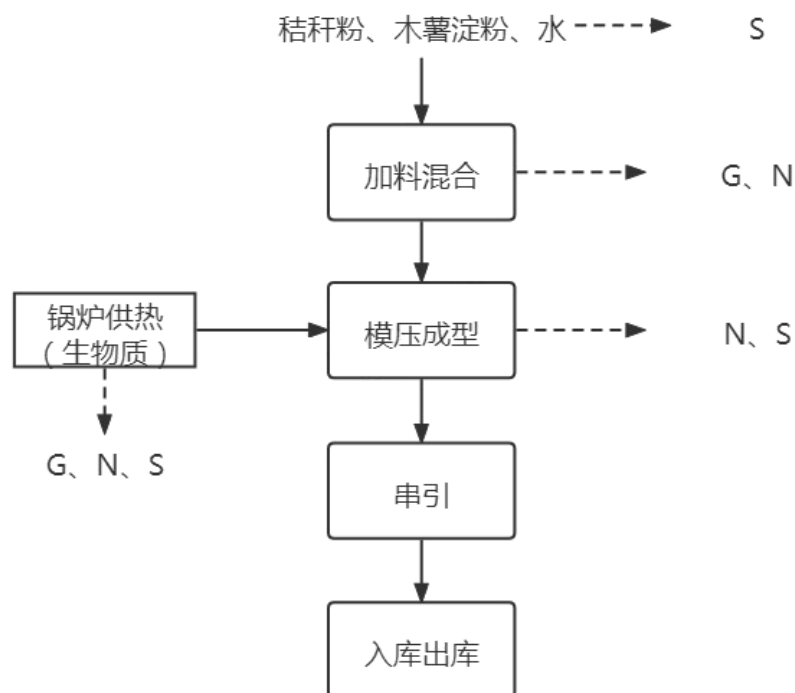 秸秆粉、木薯淀粉、水
S
加料混合
G、N
锅炉供热
（生物质）
模压成型
N、S
G、N、S
串引
入库出库